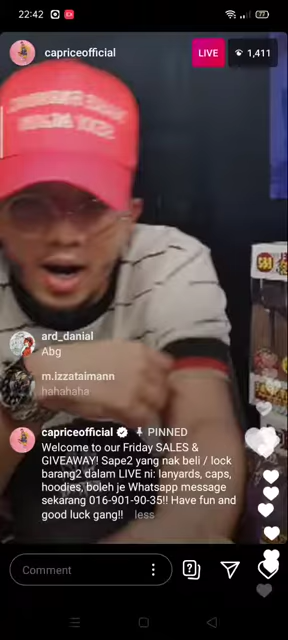 22:42
77
capriceofficial
LIVE
1,411
ard_danial
Abg
m.izzataimann
hahahaha
capriceofficial PINNED
Welcome to our Friday SALES &
GIVEAWAY! Sape2 yang nak beli / lock
barang2 dalam LIVE ni: lanyards, caps,
hoodies, boleh je Whatsapp message
sekarang 016-901-90-35!! Have fun and
good luck gang!! less
Comment